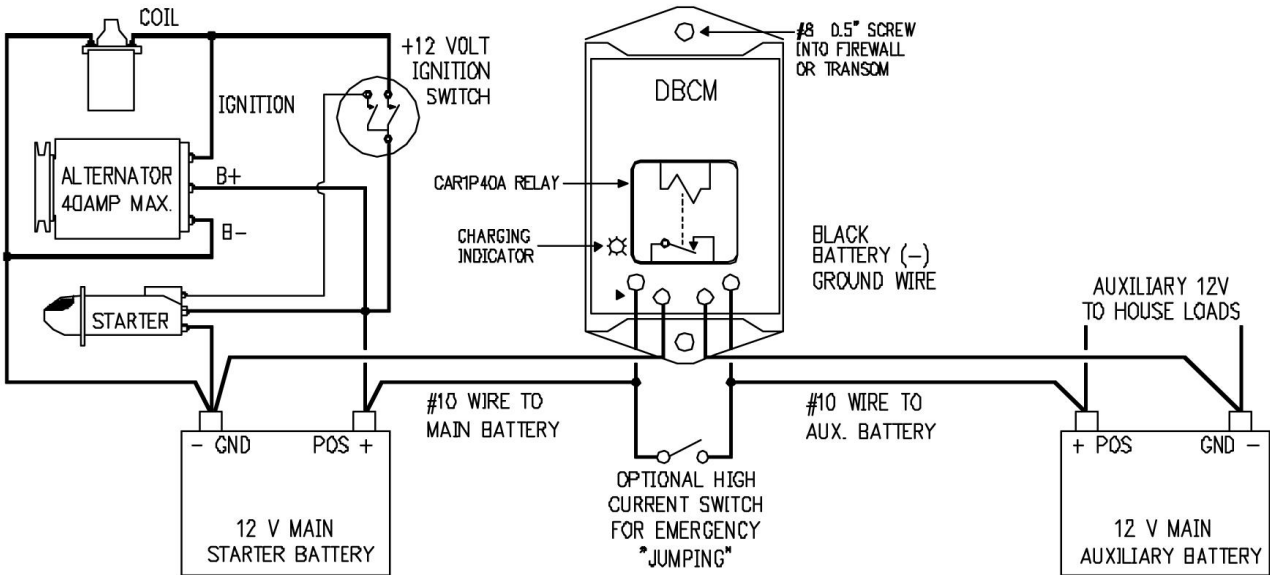 COIL
+12 VOLT
IGNITION
SWITCH
IGNITION
ALTERNATOR
40AMP MAX.
B+
B-
STARTER
#8 0.5" SCREW
INTO FIREWALL
OR TRANSOM
DBCM
CAR1P40A RELAY
CHARGING
INDICATOR
BLACK
BATTERY (-)
GROUND WIRE
AUXILIARY 12V
TO HOUSE LOADS
#10 WIRE TO
MAIN BATTERY
#10 WIRE TO
AUX. BATTERY
- GND
POS +
12 V MAIN
STARTER BATTERY
OPTIONAL HIGH
CURRENT SWITCH
FOR EMERGENCY
"JUMPING"
+ POS
GND -
12 V MAIN
AUXILIARY BATTERY